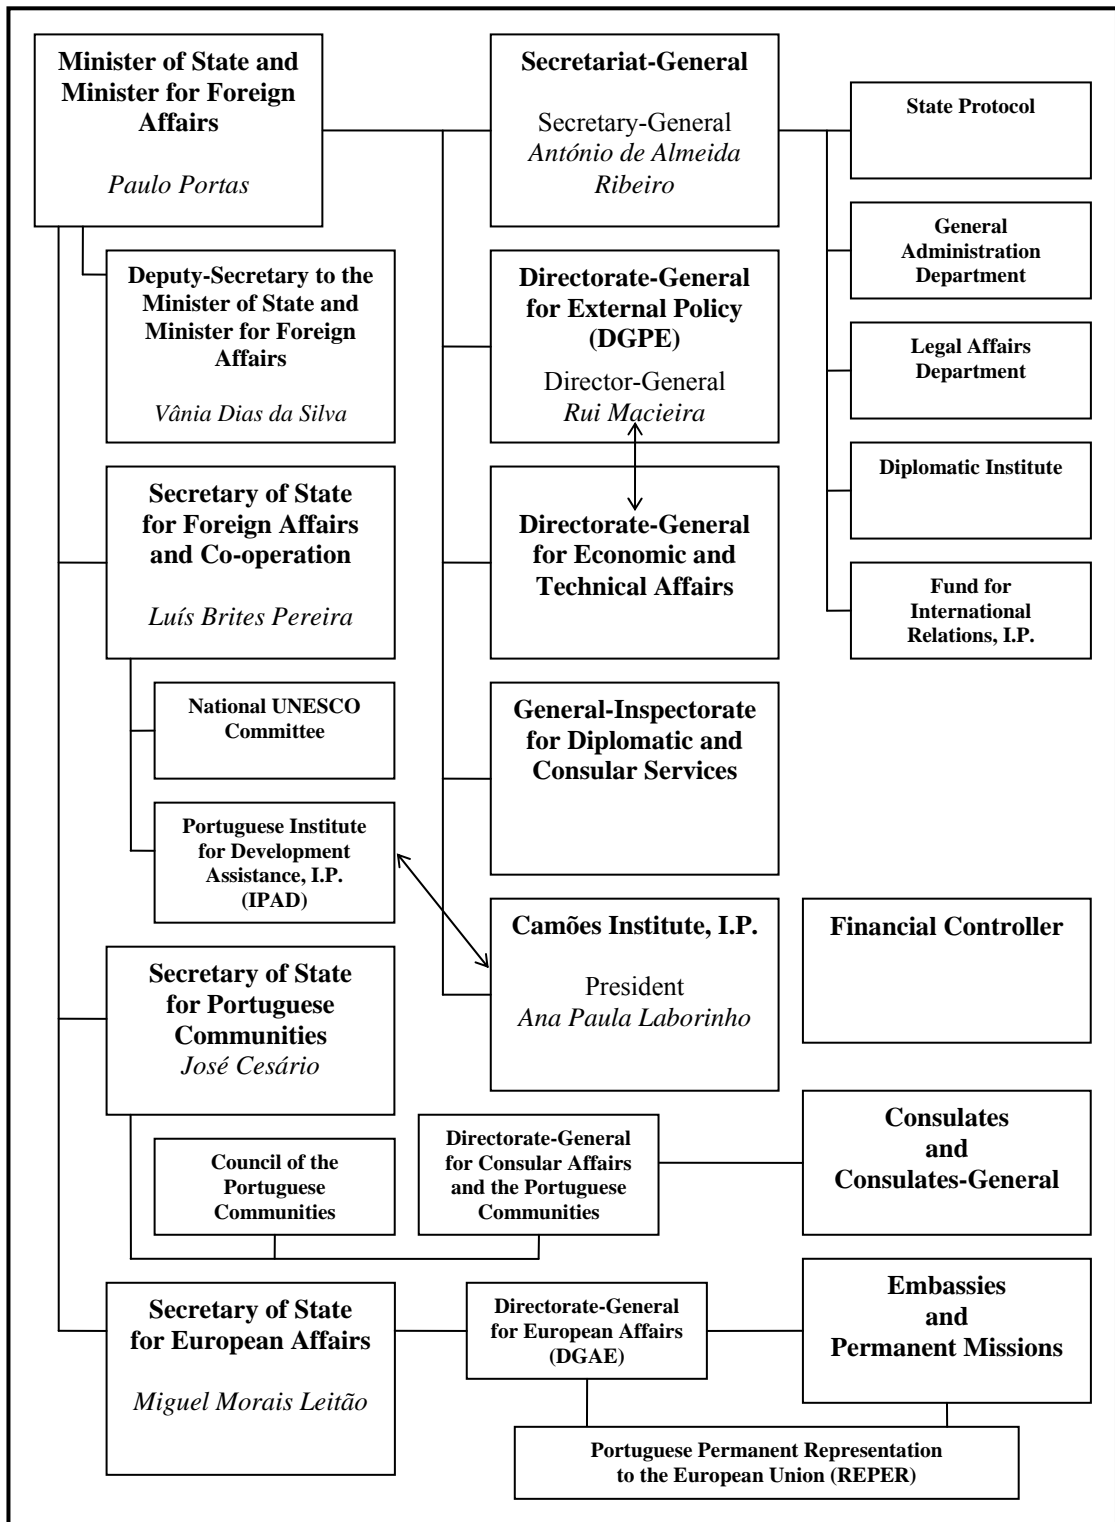 Minister of State and
Minister for Foreign
Affairs
Paulo Portas
Secretariat-General
Secretary-General
António de Almeida
Ribeiro
State Protocol
General
Administration
Department
Legal Affairs
Department
Diplomatic Institute
Fund for
International
Relations, I.P.
Deputy-Secretary to the
Minister of State and
Minister for Foreign
Affairs
Vânia Dias da Silva
Directorate-General
for External Policy
(DGPE)
Director-General
Rui Macieira
Secretary of State
for Foreign Affairs
and Co-operation
Luís Brites Pereira
Directorate-General
for Economic and
Technical Affairs
National UNESCO
Committee
Portuguese Institute
for Development
Assistance, I.P.
(IPAD)
General-Inspectorate
for Diplomatic and
Consular Services
Camões Institute, I.P.
President
Ana Paula Laborinho
Financial Controller
Secretary of State
for Portuguese
Communities
José Cesário
Council of the
Portuguese
Communities
Directorate-General
for Consular Affairs
and the Portuguese
Communities
Consulates
and
Consulates-General
Secretary of State
for European Affairs
Miguel Morais Leitão
Directorate-General
for European Affairs
(DGAE)
Embassies
and
Permanent Missions
Portuguese Permanent Representation
to the European Union (REPER)